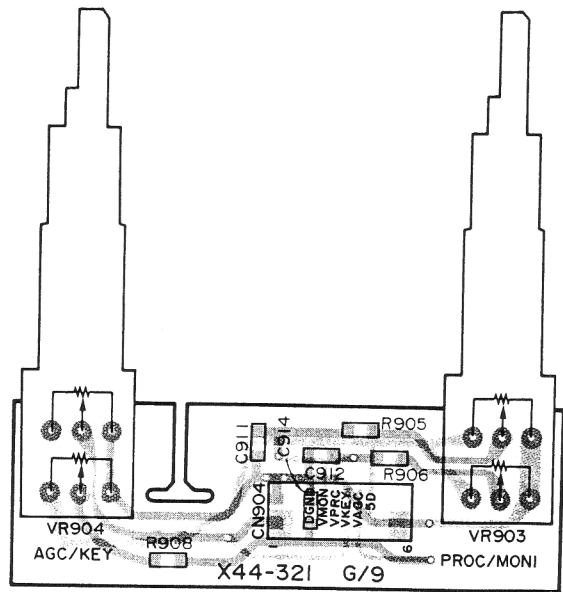 C911
C914
R905
C912
R906
CN904
DGND
VMON
VPRC
VKEY
VAGC
5D
1
6
VR904
AGC/KEY
R908
VR903
PROC/MONI
X44-321 G/9